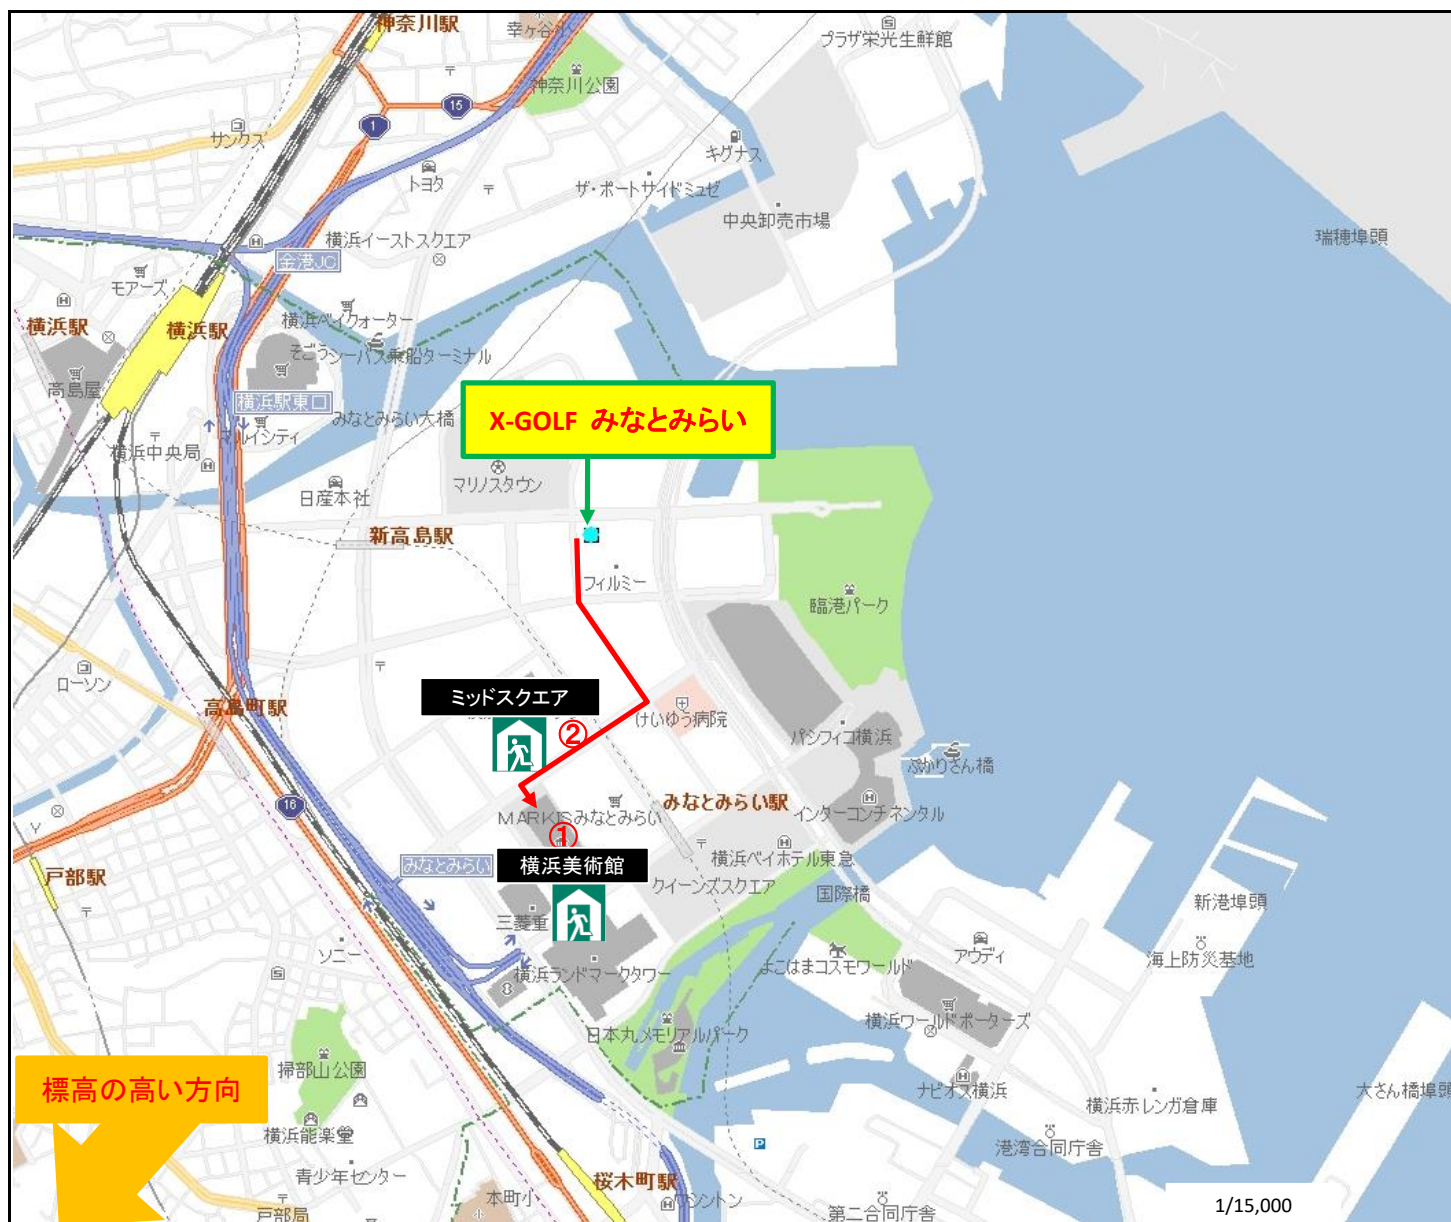 神奈川駅
幸ヶ谷小
プラザ栄光生鮮館
神奈川公園
15
1
サンクス
トヨタ
キグナス
ザ・ポートサイドミュゼ
中央卸売市場
瑞穂埠頭
横浜イーストスクエア
金港JC
モアーズ
横浜駅
横浜駅
横浜ベイクォーター
そごう
シーバス乗船ターミナル
高島屋
横浜駅東口
みなとみらい大橋
マルイシティ
横浜中央局
X-GOLF みなとみらい
マリノスタウン
日産本社
新高島駅
フィルミー
臨港パーク
ローソン
高島町駅
ミッドスクエア
②
けいゆう病院
パシフィコ横浜
ぷかりさん橋
16
みなとみらい駅
インターコンチネンタル
MARKISみなとみらい
①
横浜美術館
横浜ベイホテル東急
クイーンズスクエア
みなとみらい
戸部駅
国際橋
新港埠頭
三菱重
ソニー
横浜ランドマークタワー
よこはまコスモワールド
アウディ
海上防災基地
横浜ワールドポーターズ
日本丸メモリアルパーク
標高の高い方向
掃部山公園
ナビオス横浜
横浜赤レンガ倉庫
大さん橋埠頭
横浜能楽堂
港湾合同庁舎
P
青少年センター
桜木町駅
本町小
ワシントン
戸部局
第二合同庁舎
1/15,000